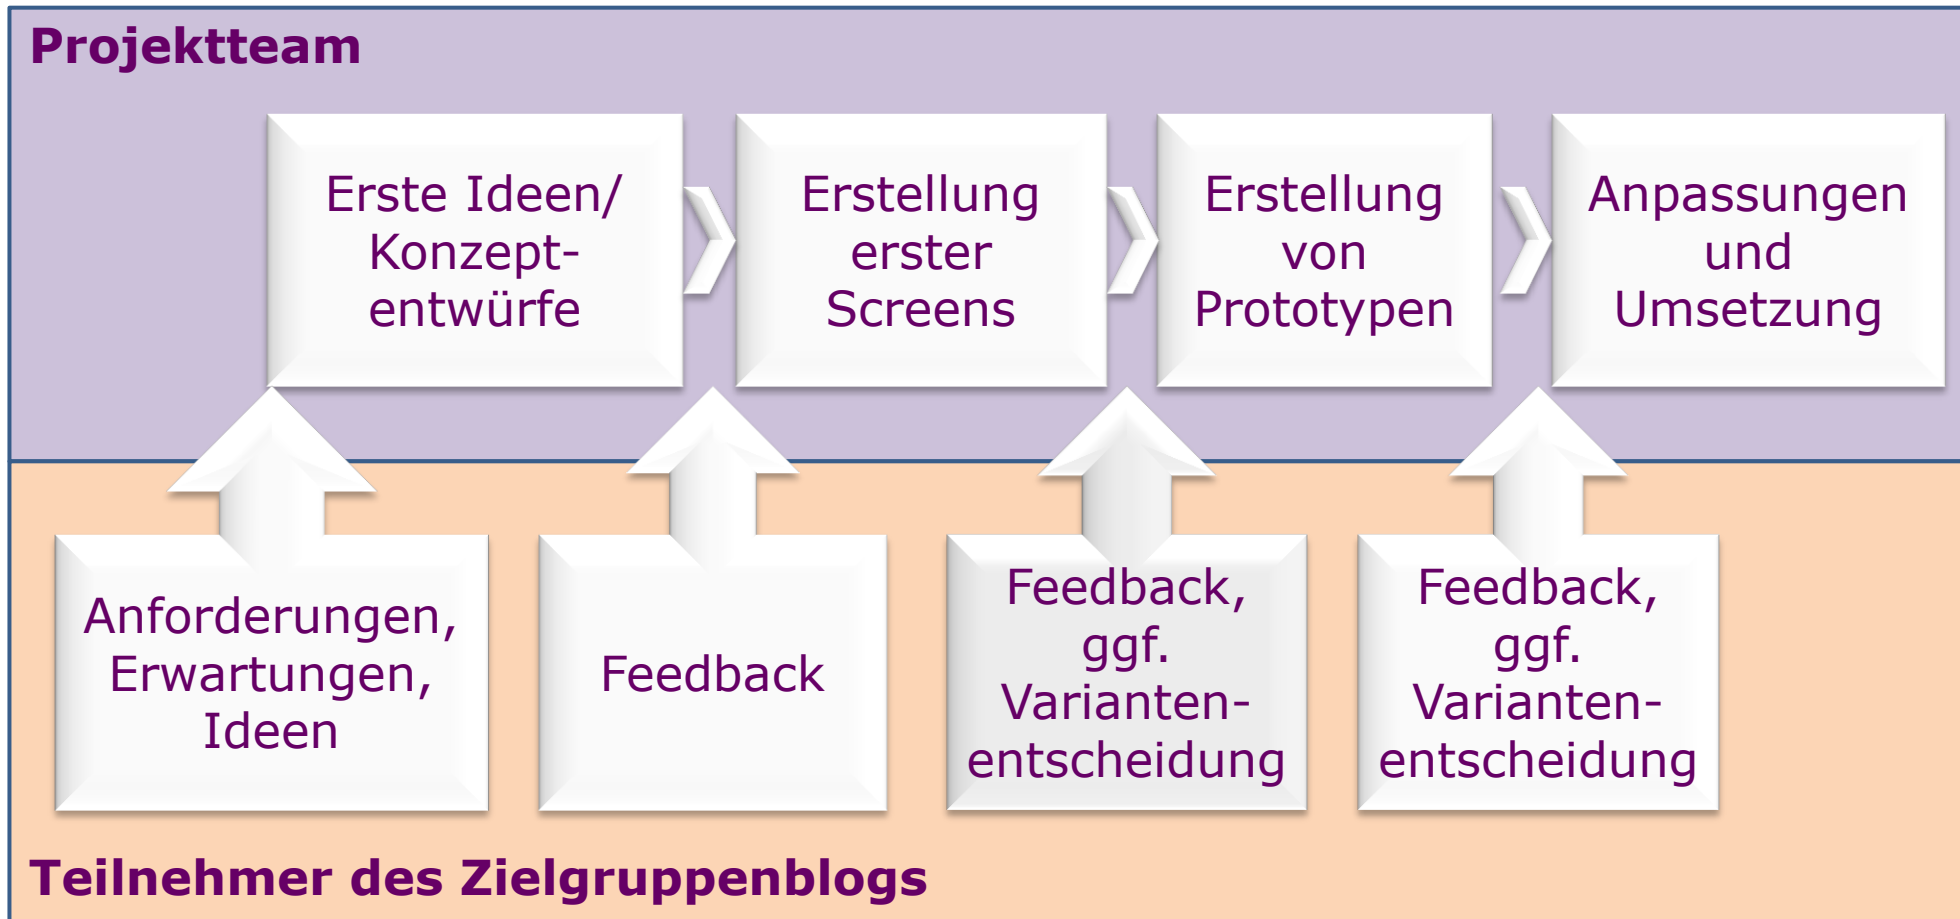 Projektteam
Erste Ideen/
Konzept-
entwürfe
Erstellung
erster
Screens
Erstellung
von
Prototypen
Anpassungen
und
Umsetzung
Anforderungen,
Erwartungen,
Ideen
Feedback
Feedback,
ggf.
Varianten-
entscheidung
Feedback,
ggf.
Varianten-
entscheidung
Teilnehmer des Zielgruppenblogs